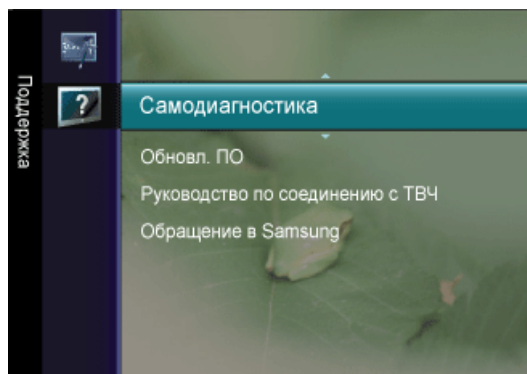 Поддержка
Самодиагностика
Обновл. ПО
Руководство по соединению с ТВЧ
Обращение в Samsung